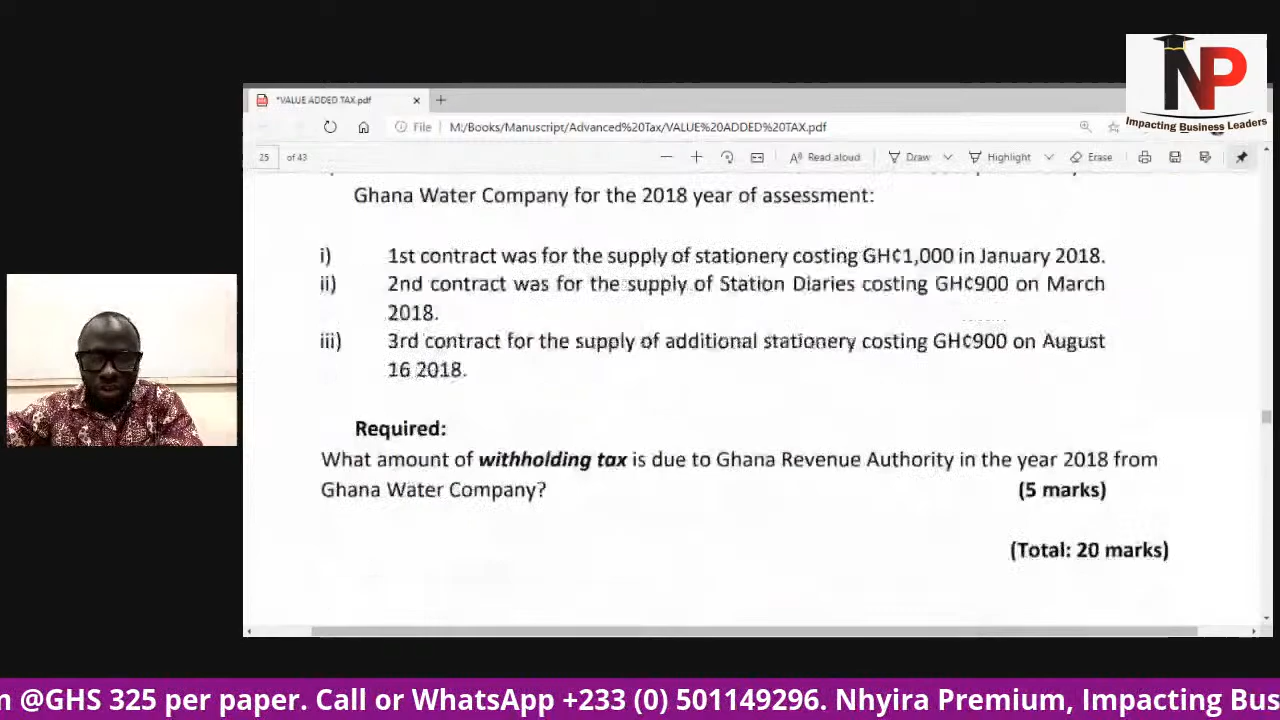 NP
Impacting Business Leaders
*VALUE ADDED TAX.pdf
File M:/Books/Manuscript/Advanced%20Tax/VALUE%20ADDED%20TAX.pdf
25 of 43 Read aloud Draw Highlight Erase
Ghana Water Company for the 2018 year of assessment:
i) 1st contract was for the supply of stationery costing GH¢1,000 in January 2018.
ii) 2nd contract was for the supply of Station Diaries costing GH¢900 on March
2018.
iii) 3rd contract for the supply of additional stationery costing GH¢900 on August
16 2018.
Required:
What amount of withholding tax is due to Ghana Revenue Authority in the year 2018 from
Ghana Water Company? (5 marks)
(Total: 20 marks)
@GHS 325 per paper. Call or WhatsApp +233 (0) 501149296. Nhyira Premium, Impacting Bus